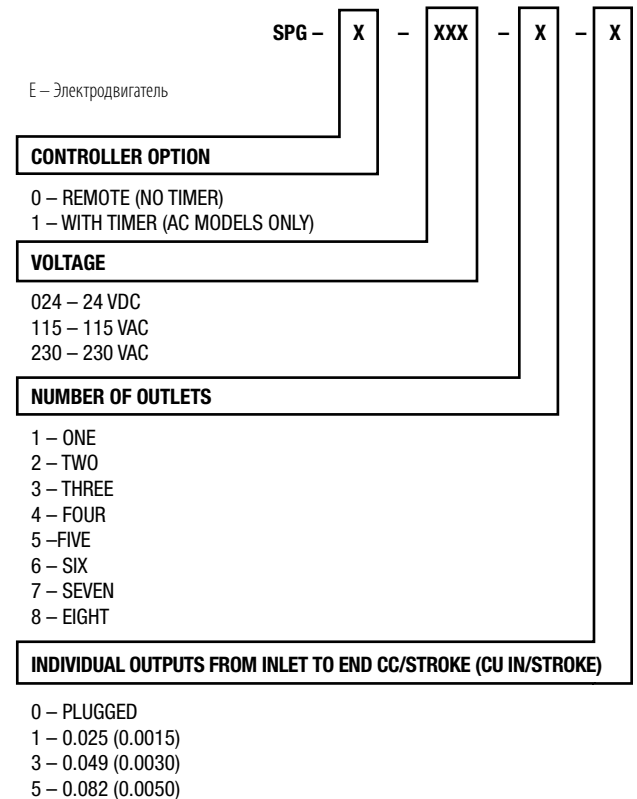 SPG – X – XXX – X – X
E – Электродвигатель
CONTROLLER OPTION
0 – REMOTE (NO TIMER)
1 – WITH TIMER (AC MODELS ONLY)
VOLTAGE
024 – 24 VDC
115 – 115 VAC
230 – 230 VAC
NUMBER OF OUTLETS
1 – ONE
2 – TWO
3 – THREE
4 – FOUR
5 –FIVE
6 – SIX
7 – SEVEN
8 – EIGHT
INDIVIDUAL OUTPUTS FROM INLET TO END CC/STROKE (CU IN/STROKE)
0 – PLUGGED
1 – 0.025 (0.0015)
3 – 0.049 (0.0030)
5 – 0.082 (0.0050)